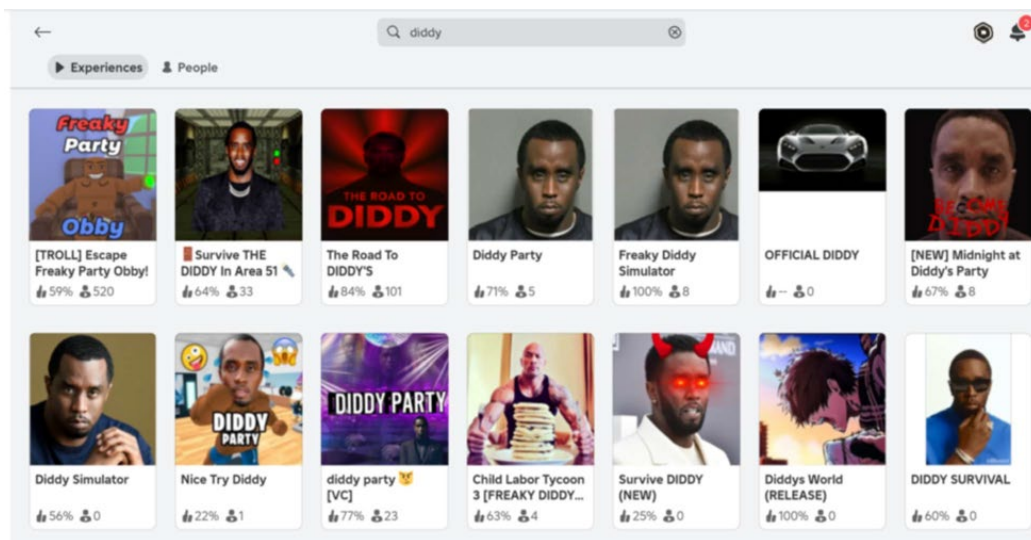 diddy
2
Experiences
People
Freaky
Party
Obby
[TROLL] Escape
Freaky Party Obby!
59% 520
Survive THE
DIDDY In Area 51
64% 33
THE ROAD TO
DIDDY
The Road To
DIDDY'S
84% 101
Diddy Party
71% 5
Freaky Diddy
Simulator
100% 8
OFFICIAL DIDDY
-- 0
BECOME
DIDDY
[NEW] Midnight at
Diddy's Party
67% 8
Diddy Simulator
56% 0
DIDDY
PARTY
Nice Try Diddy
22% 1
DIDDY PARTY
diddy party
[VC]
77% 23
Child Labor Tycoon
3 [FREAKY DIDDY...
63% 4
AND
Survive DIDDY
(NEW)
25% 0
Diddys World
(RELEASE)
100% 0
DIDDY SURVIVAL
60% 0